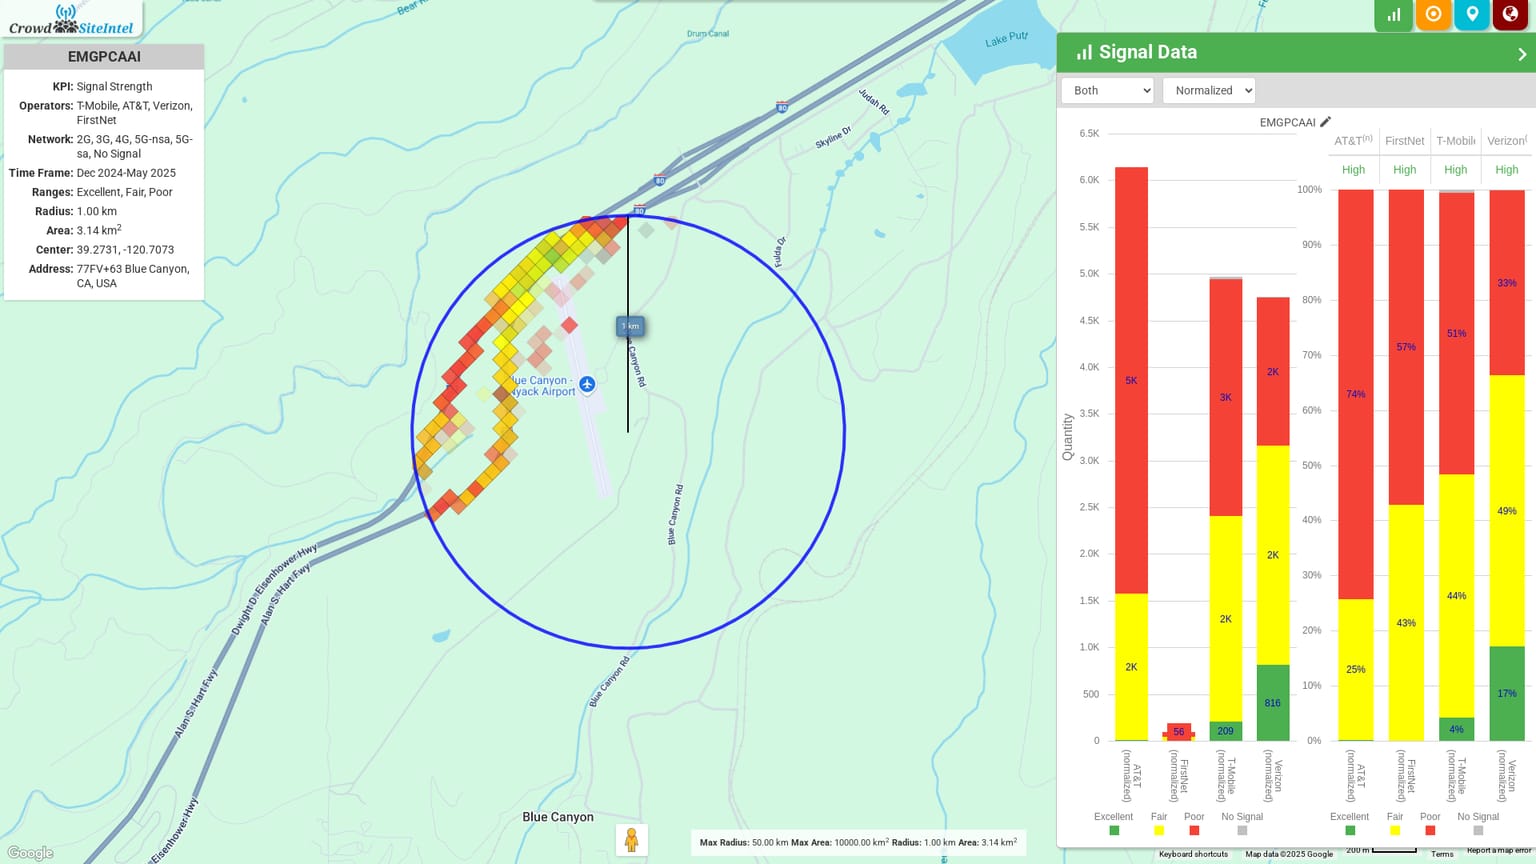 Crowd SiteIntel
EMGPCAAI
KPI: Signal Strength
Operators: T-Mobile, AT&T, Verizon,
FirstNet
Network: 2G, 3G, 4G, 5G-nsa, 5G-
sa, No Signal
Time Frame: Dec 2024-May 2025
Ranges: Excellent, Fair, Poor
Radius: 1.00 km
Area: 3.14 km²
Center: 39.2731, -120.7073
Address: 77FV+63 Blue Canyon,
CA, USA
Drum Canal
Judah Rd
Skyline Dr
80
80
80
Fulda Dr
1 km
Blue Canyon -
Nyack Airport
Blue Canyon Rd
Blue Canyon Rd
Dwight D. Eisenhower Hwy
Alan S. Hart Fwy
Alan S. Hart Fwy
Blue Canyon Rd
Eisenhower Hwy
Blue Canyon
Google
Max Radius: 50.00 km Max Area: 10000.00 km² Radius: 1.00 km Area: 3.14 km²
Keyboard shortcuts
Map data ©2025 Google
200 m
Terms
Report a map error
Signal Data
Both
Normalized
EMGPCAAI
6.5K
6.0K
5.5K
5.0K
4.5K
4.0K
3.5K
3.0K
2.5K
2.0K
1.5K
1.0K
500
0
Quantity
5K
2K
56
3K
2K
209
2K
2K
816
AT&T
(normalized)
FirstNet
(normalized)
T-Mobile
(normalized)
Verizon
(normalized)
Excellent Fair Poor No Signal
AT&T(n) FirstNet T-Mobile Verizon(
High High High High
100%
90%
80%
70%
60%
50%
40%
30%
20%
10%
0%
74%
25%
57%
43%
51%
44%
4%
33%
49%
17%
AT&T
(normalized)
FirstNet
(normalized)
T-Mobile
(normalized)
Verizon
(normalized)
Excellent Fair Poor No Signal